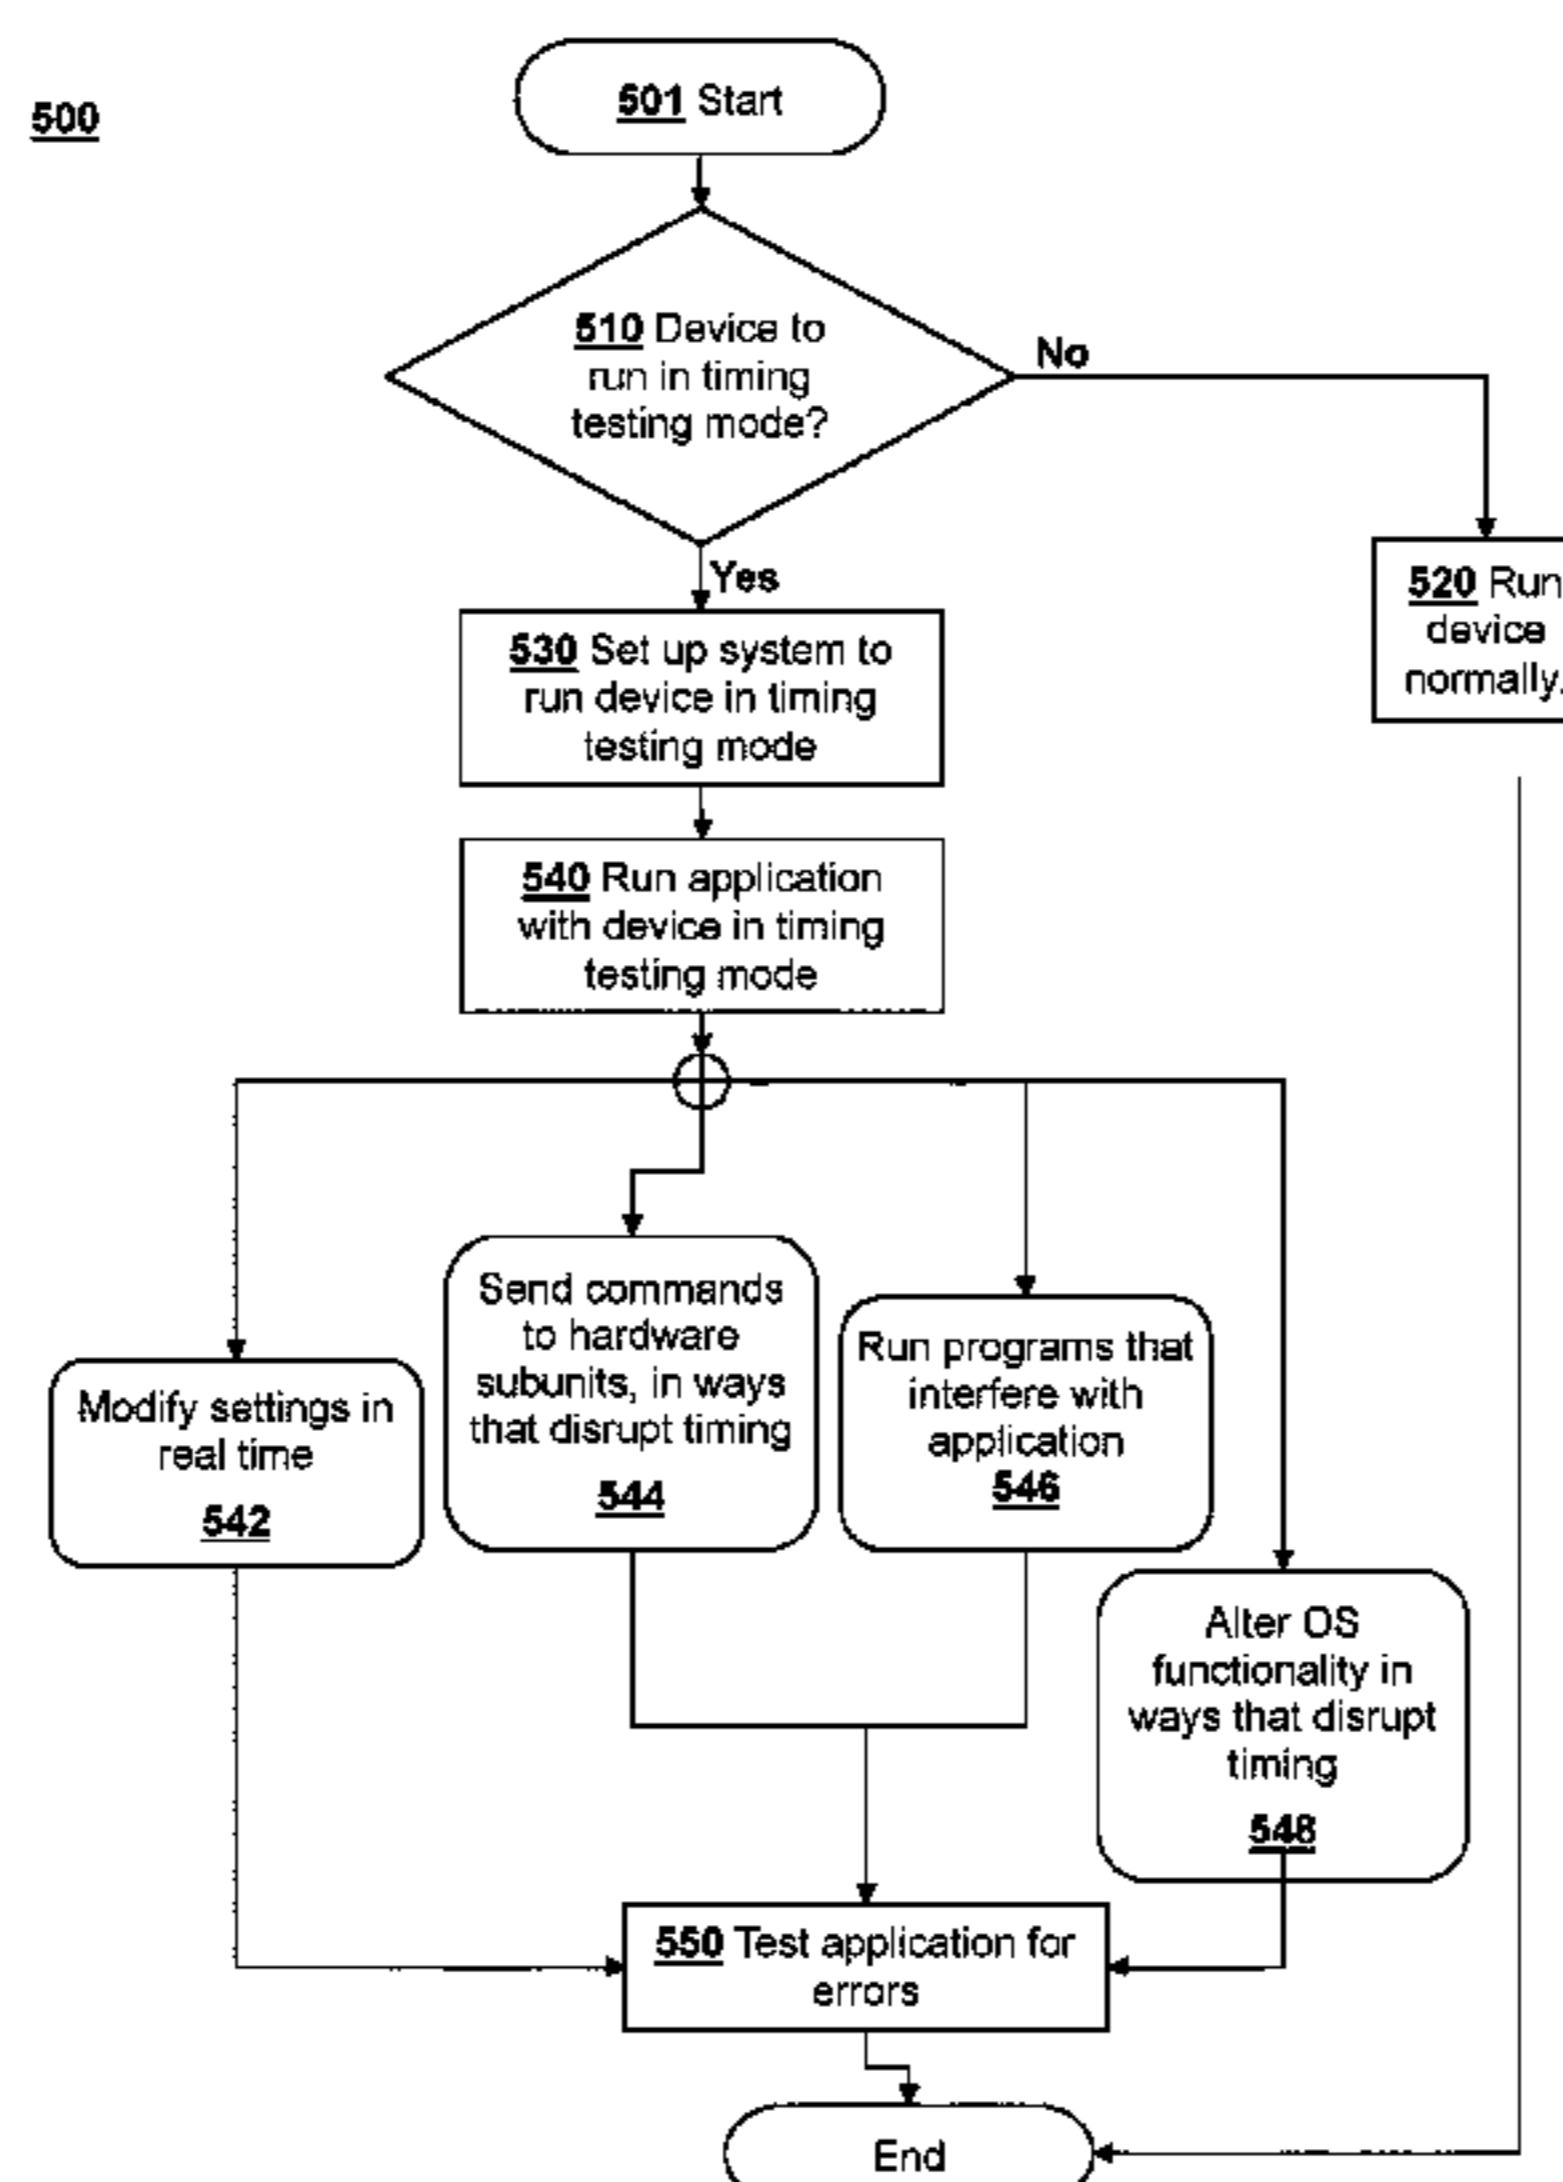 500
501 Start
510 Device to
run in timing
testing mode?
No
Yes
520 Run
device
normally.
530 Set up system to
run device in timing
testing mode
540 Run application
with device in timing
testing mode
Modify settings in
real time
542
Send commands
to hardware
subunits, in ways
that disrupt timing
544
Run programs that
interfere with
application
546
Alter OS
functionality in
ways that disrupt
timing
548
550 Test application for
errors
End